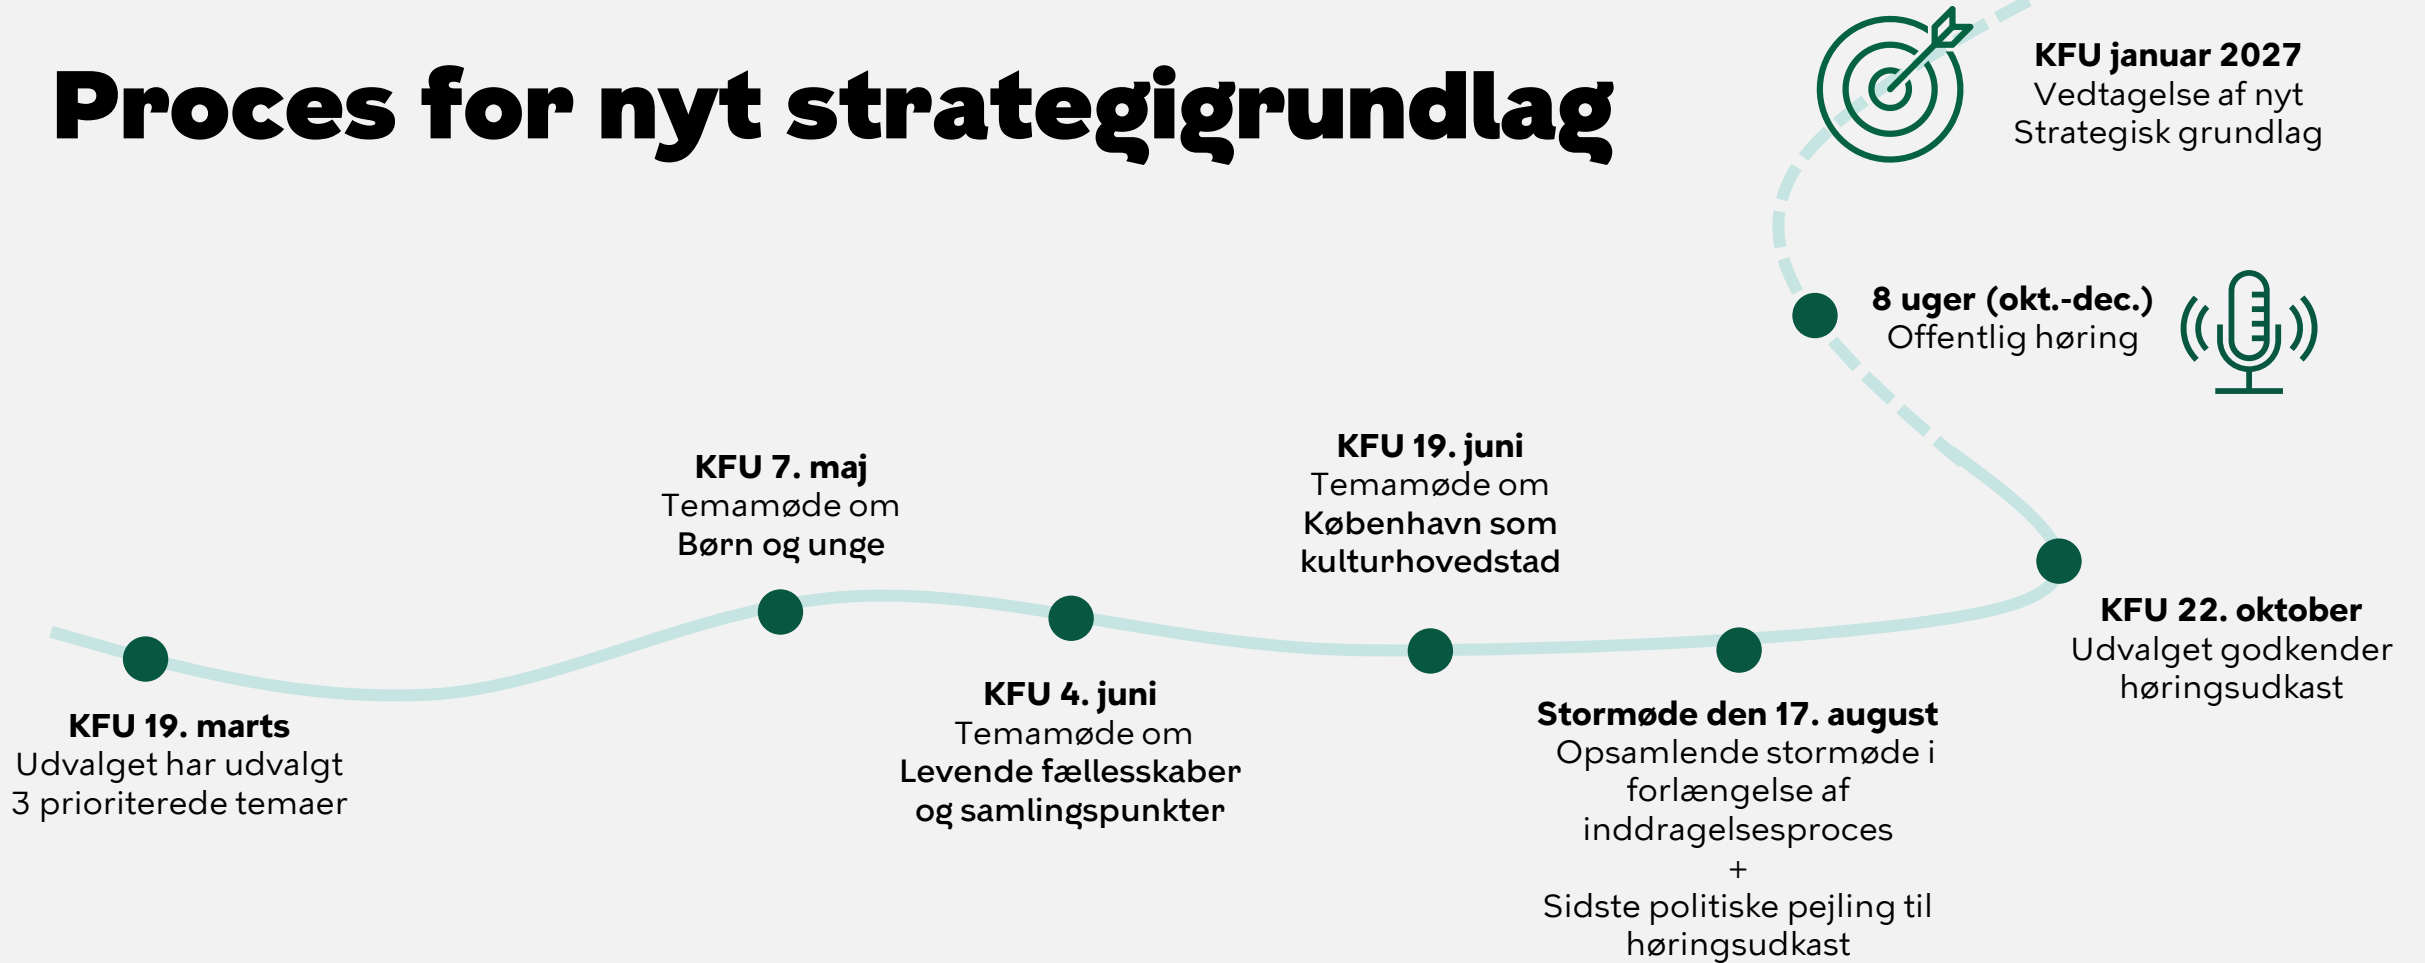 Proces for nyt strategigrundlag
KFU 19. marts
Udvalget har udvalgt
3 prioriterede temaer
KFU 7. maj
Temamøde om
Børn og unge
KFU 4. juni
Temamøde om
Levende fællesskaber
og samlingspunkter
KFU 19. juni
Temamøde om
København som
kulturhovedstad
Stormøde den 17. august
Opsamlende stormøde i
forlængelse af
inddragelsesproces
+
Sidste politiske pejling til
høringsudkast
KFU 22. oktober
Udvalget godkender
høringsudkast
8 uger (okt.-dec.)
Offentlig høring
KFU januar 2027
Vedtagelse af nyt
Strategisk grundlag